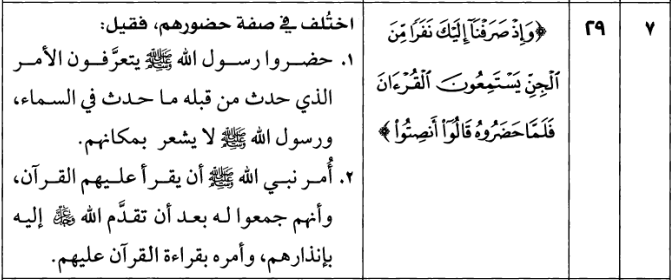 ٧
٢٩
﴿وَإِذْ صَرَفْنَآ إِلَيْكَ نَفَرًا مِّنَ
الْجِنِّ يَسْتَمِعُونَ الْقُرْءَانَ
فَلَمَّا حَضَرُوهُ قَالُوٓا۟ أَنصِتُوا۟﴾
اختُلف في صفة حضورهم، فقيل:
١. حضروا رسول الله ﷺ يتعرَّفون الأمر
الذي حدث من قبله ما حدث في السماء،
ورسول الله ﷺ لا يشعر بمكانهم.
٢. أُمر نبي الله ﷺ أن يقرأ عليهم القرآن،
وأنهم جمعوا له بعد أن تقدَّم الله ﷻ إليه
بإنذارهم، وأمره بقراءة القرآن عليهم.